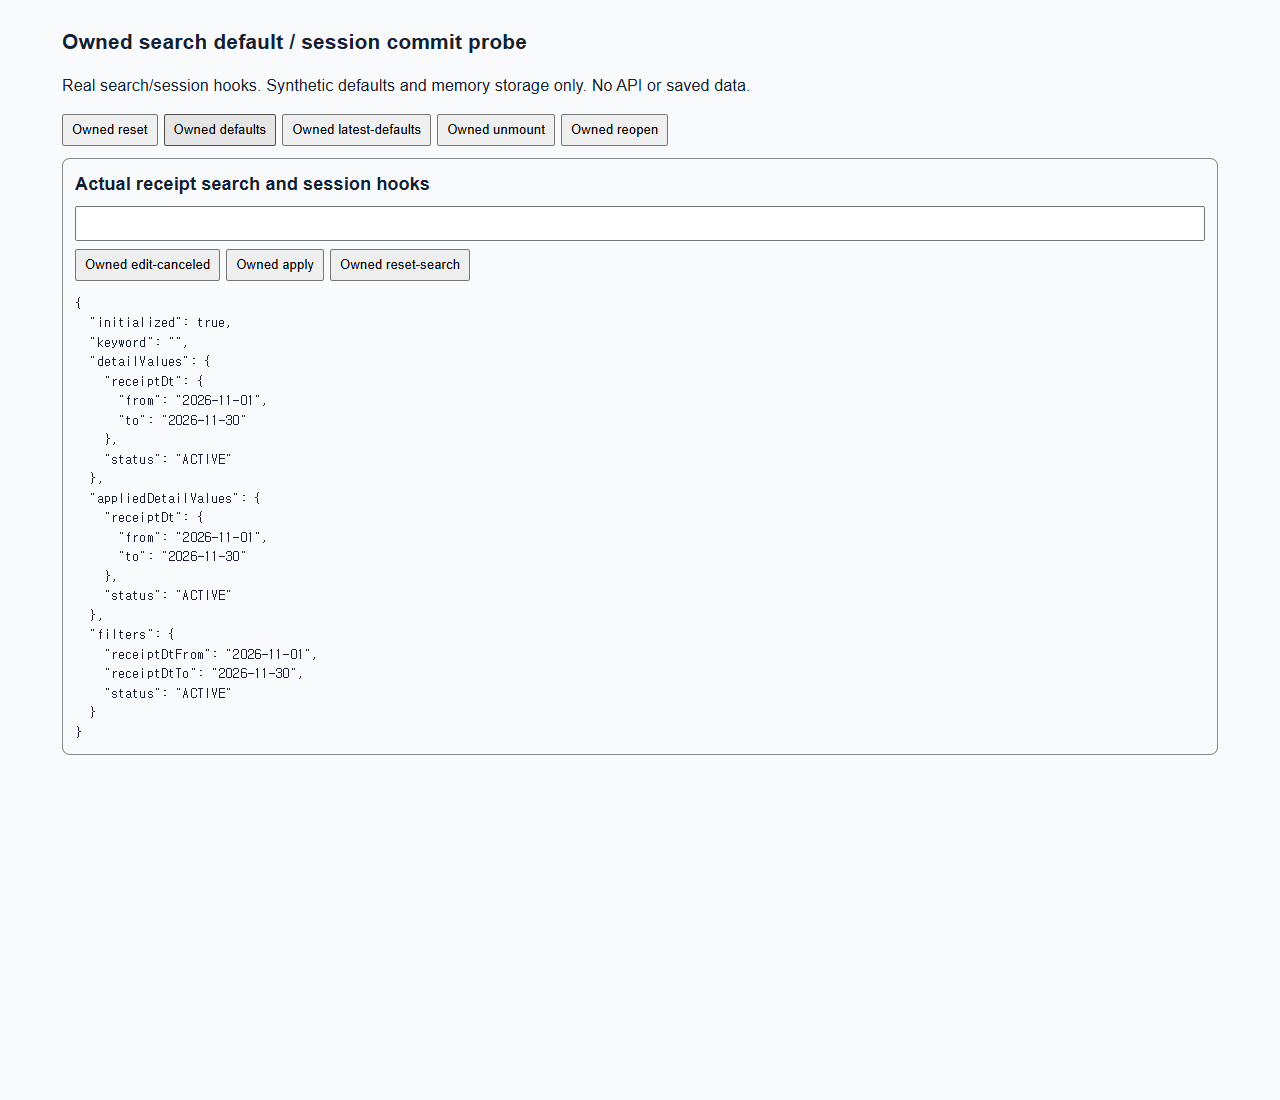 Owned search default / session commit probe
Real search/session hooks. Synthetic defaults and memory storage only. No API or saved data.
Owned reset Owned defaults Owned latest-defaults Owned unmount Owned reopen
Actual receipt search and session hooks
Owned edit-canceled Owned apply Owned reset-search
{
  "initialized": true,
  "keyword": "",
  "detailValues": {
    "receiptDt": {
      "from": "2026-11-01",
      "to": "2026-11-30"
    },
    "status": "ACTIVE"
  },
  "appliedDetailValues": {
    "receiptDt": {
      "from": "2026-11-01",
      "to": "2026-11-30"
    },
    "status": "ACTIVE"
  },
  "filters": {
    "receiptDtFrom": "2026-11-01",
    "receiptDtTo": "2026-11-30",
    "status": "ACTIVE"
  }
}